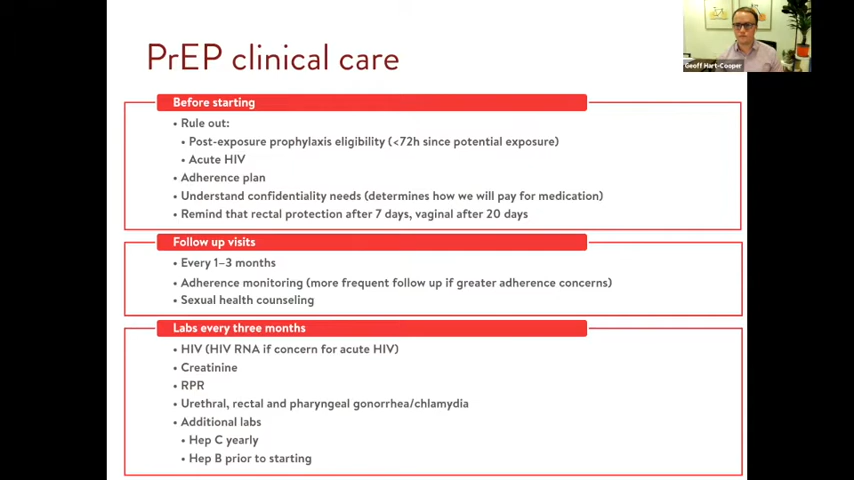 Geoff Hart-Cooper
PrEP clinical care
Before starting
• Rule out:
• Post-exposure prophylaxis eligibility (<72h since potential exposure)
• Acute HIV
• Adherence plan
• Understand confidentiality needs (determines how we will pay for medication)
• Remind that rectal protection after 7 days, vaginal after 20 days
Follow up visits
• Every 1–3 months
• Adherence monitoring (more frequent follow up if greater adherence concerns)
• Sexual health counseling
Labs every three months
• HIV (HIV RNA if concern for acute HIV)
• Creatinine
• RPR
• Urethral, rectal and pharyngeal gonorrhea/chlamydia
• Additional labs
• Hep C yearly
• Hep B prior to starting